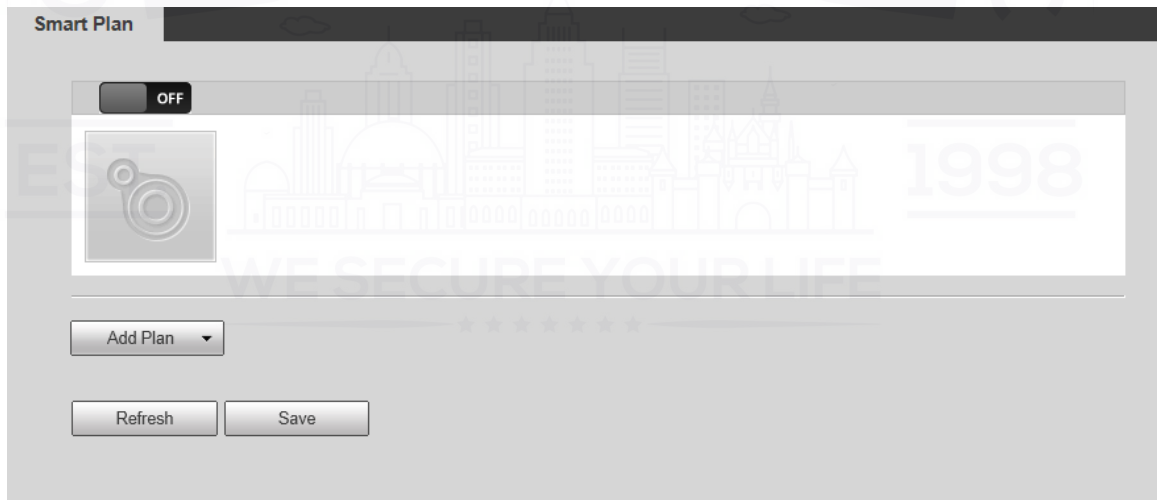 Smart Plan
OFF
EST
1998
WE SECURE YOUR LIFE
Add Plan
Refresh
Save